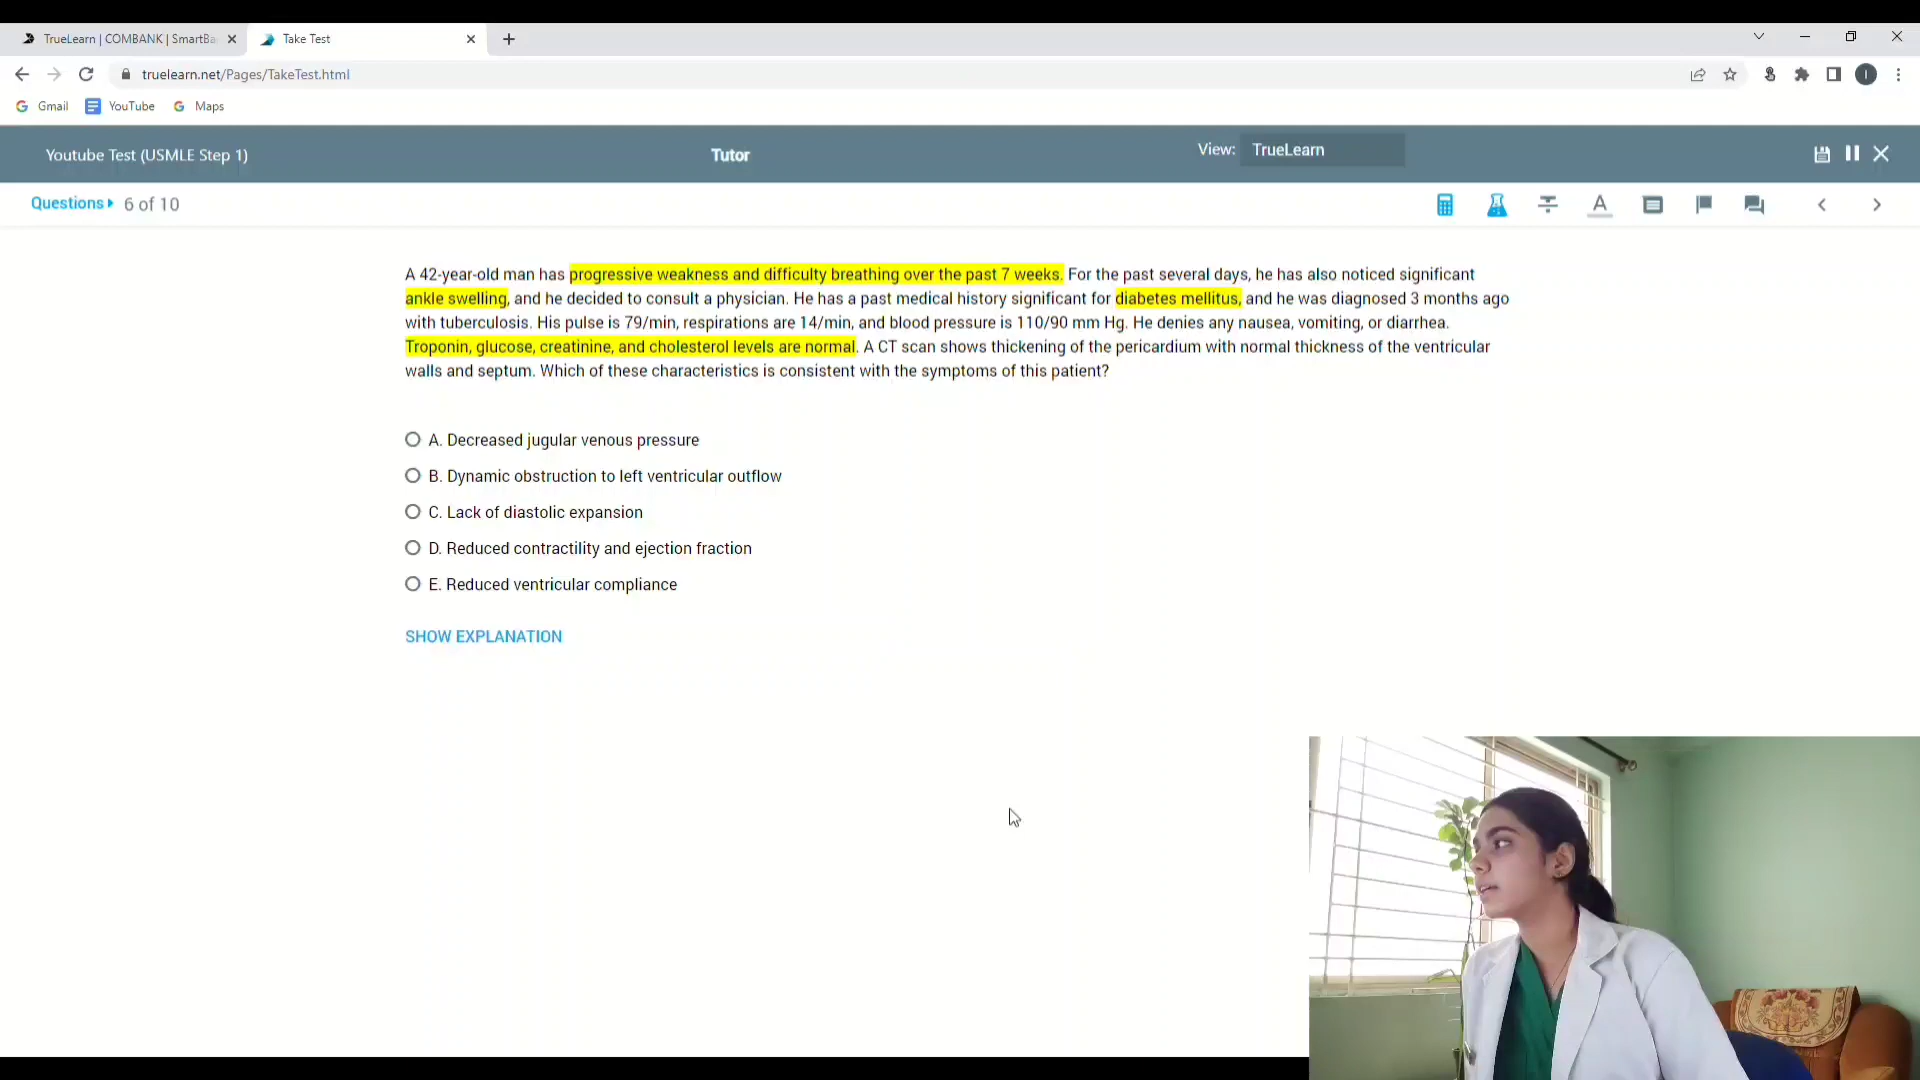 TrueLearn | COMBANK | SmartBa
Take Test
truelearn.net/Pages/TakeTest.html
I
Gmail
YouTube
Maps
Youtube Test (USMLE Step 1)
Tutor
View: TrueLearn
Questions 6 of 10
A
A 42-year-old man has progressive weakness and difficulty breathing over the past 7 weeks. For the past several days, he has also noticed significant
ankle swelling, and he decided to consult a physician. He has a past medical history significant for diabetes mellitus, and he was diagnosed 3 months ago
with tuberculosis. His pulse is 79/min, respirations are 14/min, and blood pressure is 110/90 mm Hg. He denies any nausea, vomiting, or diarrhea.
Troponin, glucose, creatinine, and cholesterol levels are normal. A CT scan shows thickening of the pericardium with normal thickness of the ventricular
walls and septum. Which of these characteristics is consistent with the symptoms of this patient?
A. Decreased jugular venous pressure
B. Dynamic obstruction to left ventricular outflow
C. Lack of diastolic expansion
D. Reduced contractility and ejection fraction
E. Reduced ventricular compliance
SHOW EXPLANATION